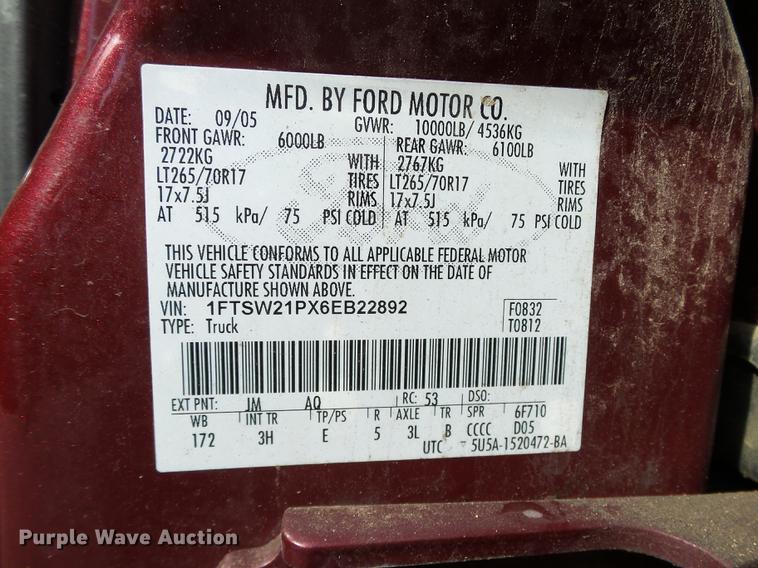 MFD. BY FORD MOTOR CO.
DATE: 09/05 GVWR: 10000LB/ 4536KG
FRONT GAWR: 6000LB REAR GAWR: 6100LB
2722KG WITH 2767KG WITH
LT265/70R17 TIRES LT265/70R17 TIRES
17x7.5J RIMS 17x7.5J RIMS
AT 515 kPa/ 75 PSI COLD AT 515 kPa/ 75 PSI COLD
THIS VEHICLE CONFORMS TO ALL APPLICABLE FEDERAL MOTOR
VEHICLE SAFETY STANDARDS IN EFFECT ON THE DATE OF
MANUFACTURE SHOWN ABOVE.
VIN: 1FTSW21PX6EB22892 F0832
TYPE: Truck T0812
EXT PNT: JM AQ RC: 53 DSO:
WB INT TR TP/PS R AXLE TR SPR 6F710
172 3H E 5 3L B CCCC D05
UTC 5U5A-1520472-BA
Purple Wave Auction